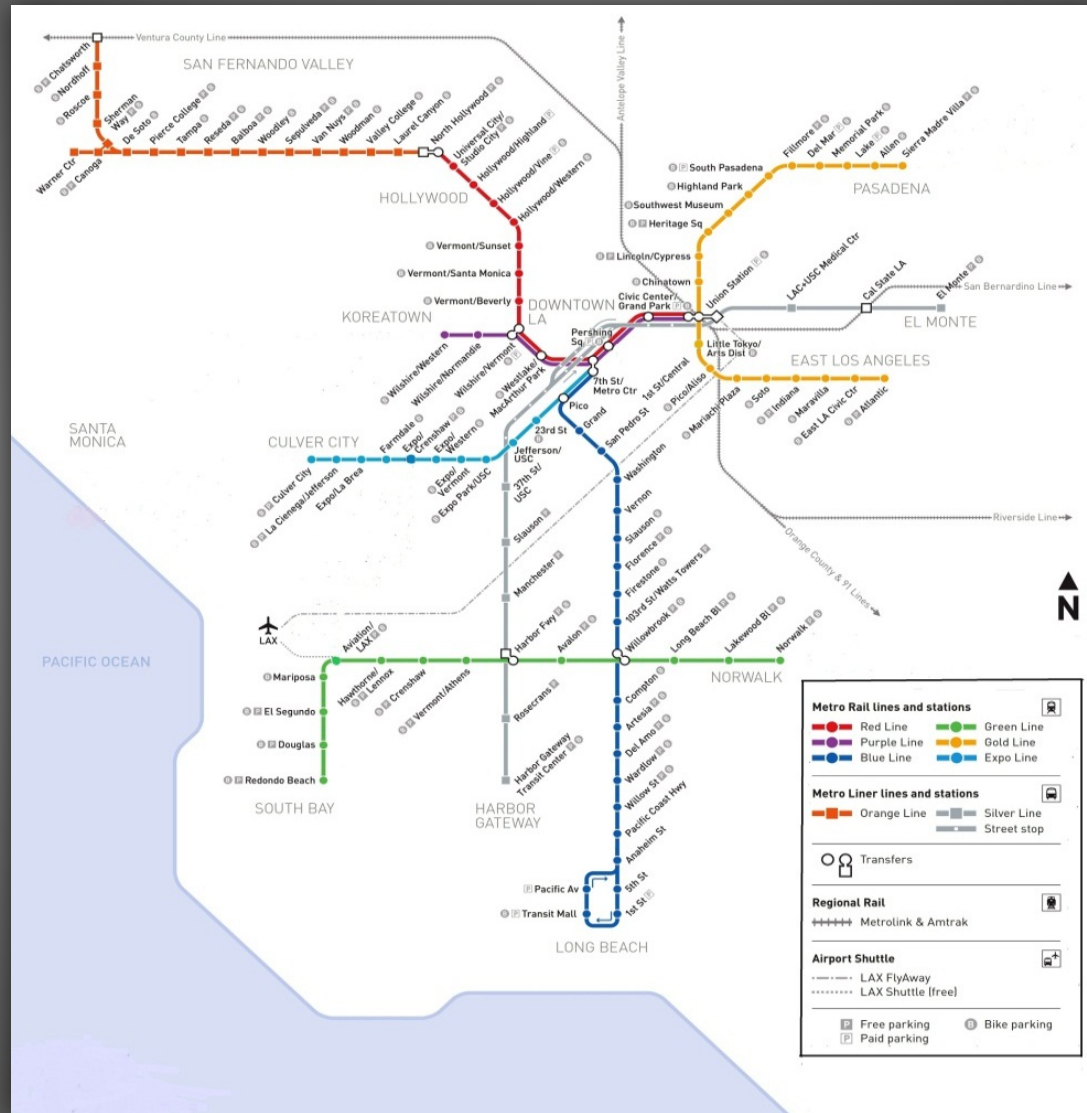 Ventura County Line
Antelope Valley Line
SAN FERNANDO VALLEY
B P Chatsworth
B Nordhoff
B Roscoe
Sherman
Way P B
Warner Ctr
B P Canoga
De Soto B
Pierce College P B
Tampa B
Reseda P B
Balboa P B
Woodley B
Sepulveda P B
Van Nuys P B
Woodman B
Valley College B
Laurel Canyon B
North Hollywood P B
Universal City/
Studio City P B
Hollywood/Highland P
Hollywood/Vine P B
Hollywood/Western B
HOLLYWOOD
B Vermont/Sunset
B Vermont/Santa Monica
B Vermont/Beverly
KOREATOWN
DOWNTOWN
LA
Wilshire/Western
Wilshire/Normandie
Wilshire/Vermont
B P
B Westlake/
MacArthur Park
Pershing
Sq P B
Civic Center/
Grand Park P B
Union Station P B
7th St/
Metro Ctr
Fillmore P B
Del Mar P B
Memorial Park B
Lake P B
Allen B
Sierra Madre Villa P B
PASADENA
B P South Pasadena
B Highland Park
B Southwest Museum
B P Heritage Sq
B P Lincoln/Cypress
B Chinatown
LAC+USC Medical Ctr
Cal State LA
El Monte P B
San Bernardino Line
EL MONTE
Little Tokyo/
Arts Dist B
EAST LOS ANGELES
B Pico/Aliso
B Mariachi Plaza
B Soto
B P Indiana
B Maravilla
B East LA Civic Ctr
B P Atlantic
1st St/Central
SANTA
MONICA
CULVER CITY
B P Culver City
B P La Cienega/Jefferson
Expo/La Brea
Farmdale B
Expo/
Crenshaw P B
Expo/
Western B
B Expo/
Vermont
B Expo Park/USC
Jefferson/
USC
23rd St
B
Pico
Grand
San Pedro St
Washington
Vernon
Slauson B
Florence P B
Firestone B
103rd St/Watts Towers P
Willowbrook P B
37th St/
USC
Slauson P
Manchester P
Harbor Fwy P B
Avalon P B
Long Beach Bl P B
Lakewood Bl P B
Norwalk P B
NORWALK
Riverside Line
Orange County & 91 Lines
N
LAX
Aviation/
LAX P B
Hawthorne/
B P Lennox
B P Crenshaw
B P Vermont/Athens
B Mariposa
B P El Segundo
B P Douglas
B P Redondo Beach
SOUTH BAY
PACIFIC OCEAN
Rosecrans P
Harbor Gateway
Transit Center P B
HARBOR
GATEWAY
Compton B
Artesia P B
Del Amo P B
Wardlow P B
Willow St P B
Pacific Coast Hwy
Anaheim St
5th St
1st St P
P Pacific Av
B P Transit Mall
LONG BEACH
Metro Rail lines and stations
Red Line
Green Line
Purple Line
Gold Line
Blue Line
Expo Line
Metro Liner lines and stations
Orange Line
Silver Line
Street stop
Transfers
Regional Rail
Metrolink & Amtrak
Airport Shuttle
LAX FlyAway
LAX Shuttle (free)
P Free parking
B Bike parking
P Paid parking